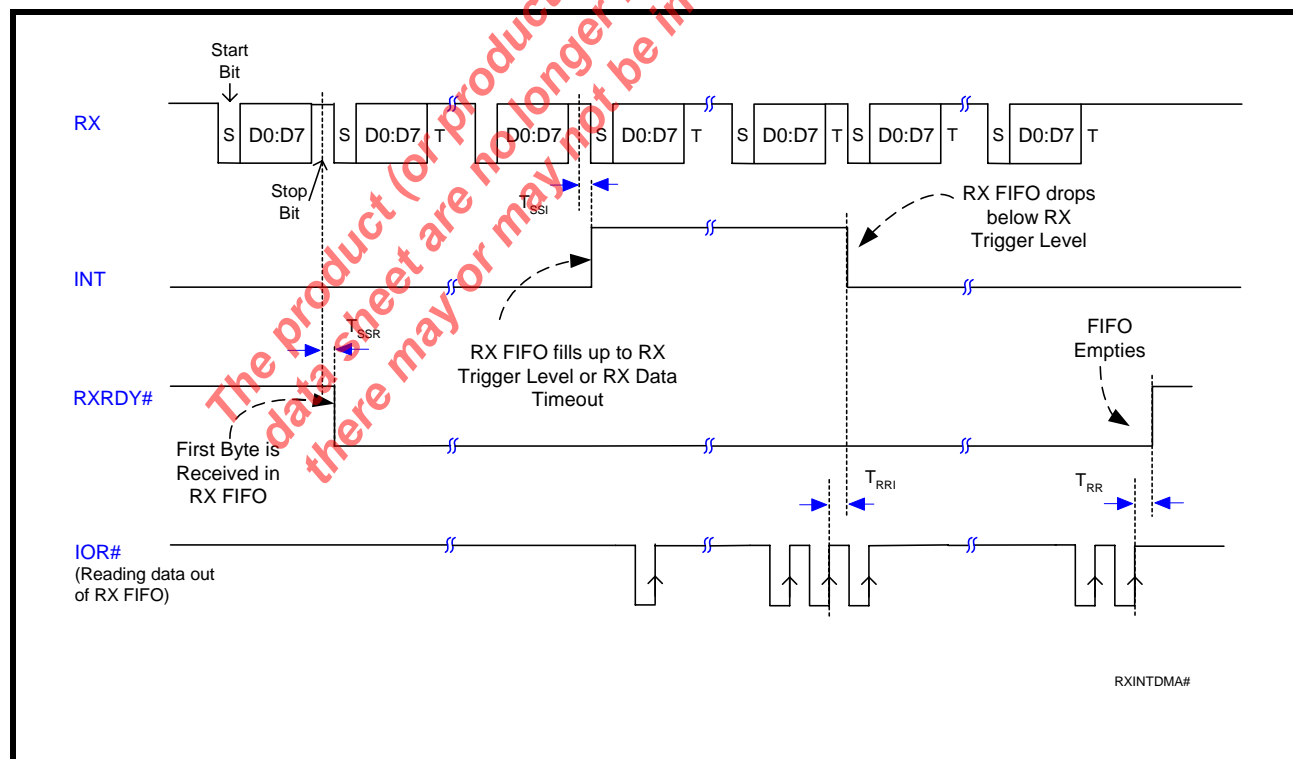 The product (or product
data sheet are no longer
there may or may not be in
Start
Bit
RX
S D0:D7 S D0:D7 T D0:D7 S D0:D7 T S D0:D7 T S D0:D7 T S D0:D7 T
Stop
Bit
TSSI
RX FIFO drops
below RX
Trigger Level
INT
TSSR
RX FIFO fills up to RX
Trigger Level or RX Data
Timeout
FIFO
Empties
RXRDY#
First Byte is
Received in
RX FIFO
TRRI
TRR
IOR#
(Reading data out
of RX FIFO)
RXINTDMA#